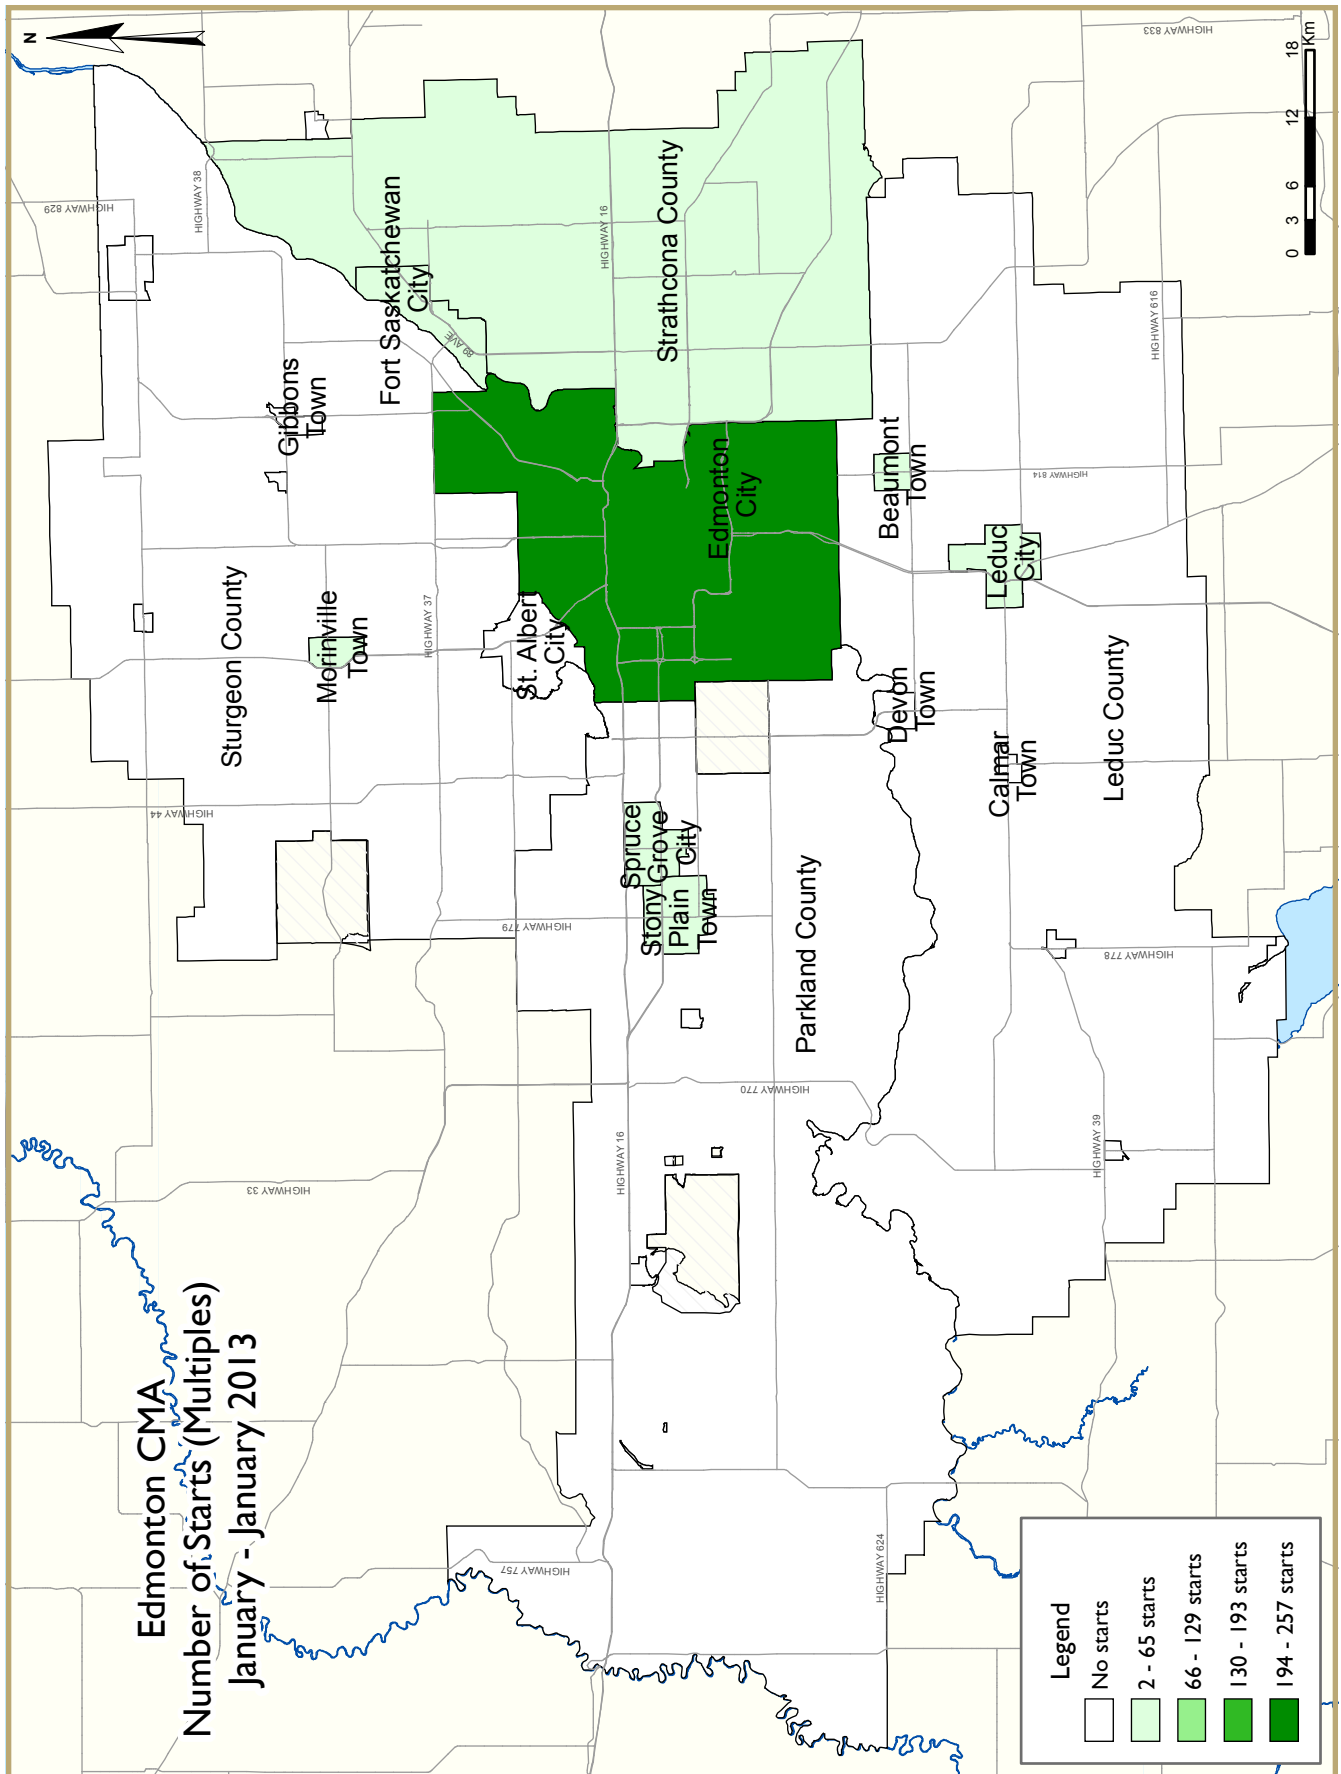 Edmonton CMA
Number of Starts (Multiples)
January - January 2013
N
HIGHWAY 829
HIGHWAY 38
HIGHWAY 833
HIGHWAY 44
HIGHWAY 37
HIGHWAY 779
HIGHWAY 33
HIGHWAY 757
HIGHWAY 16
HIGHWAY 16
89 AVE
HIGHWAY 770
HIGHWAY 624
HIGHWAY 814
HIGHWAY 616
HIGHWAY 778
HIGHWAY 39
Gibbons
Town
Fort Saskatchewan
City
Sturgeon County
Morinville
Town
St. Albert
City
Strathcona County
Edmonton
City
Spruce
Grove
City
Stony
Plain
Town
Parkland County
Beaumont
Town
Leduc
City
Devon
Town
Calmar
Town
Leduc County
Legend
No starts
2 - 65 starts
66 - 129 starts
130 - 193 starts
194 - 257 starts
0 3 6 12 18
Km